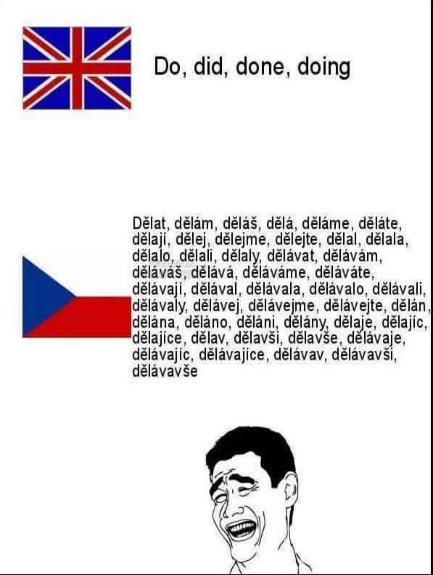 Do, did, done, doing
Dělat, dělám, děláš, dělá, děláme, děláte,
dělají, dělej, dělejme, dělejte, dělal, dělala,
dělalo, dělali, dělaly, dělávat, dělávám,
děláváš, dělává, děláváme,děláváte,
dělávají, dělával, dělávala, dělávalo, dělávali,
dělávaly, dělávej, dělávejme, dělávejte, dělán,
dělána, děláno, děláni, dělány, dělaje, dělajíc,
dělajíce, dělav, dělavši, dělavše, dělávaje,
dělávajíc, dělávajíce, dělávav, dělávavši,
dělávavše